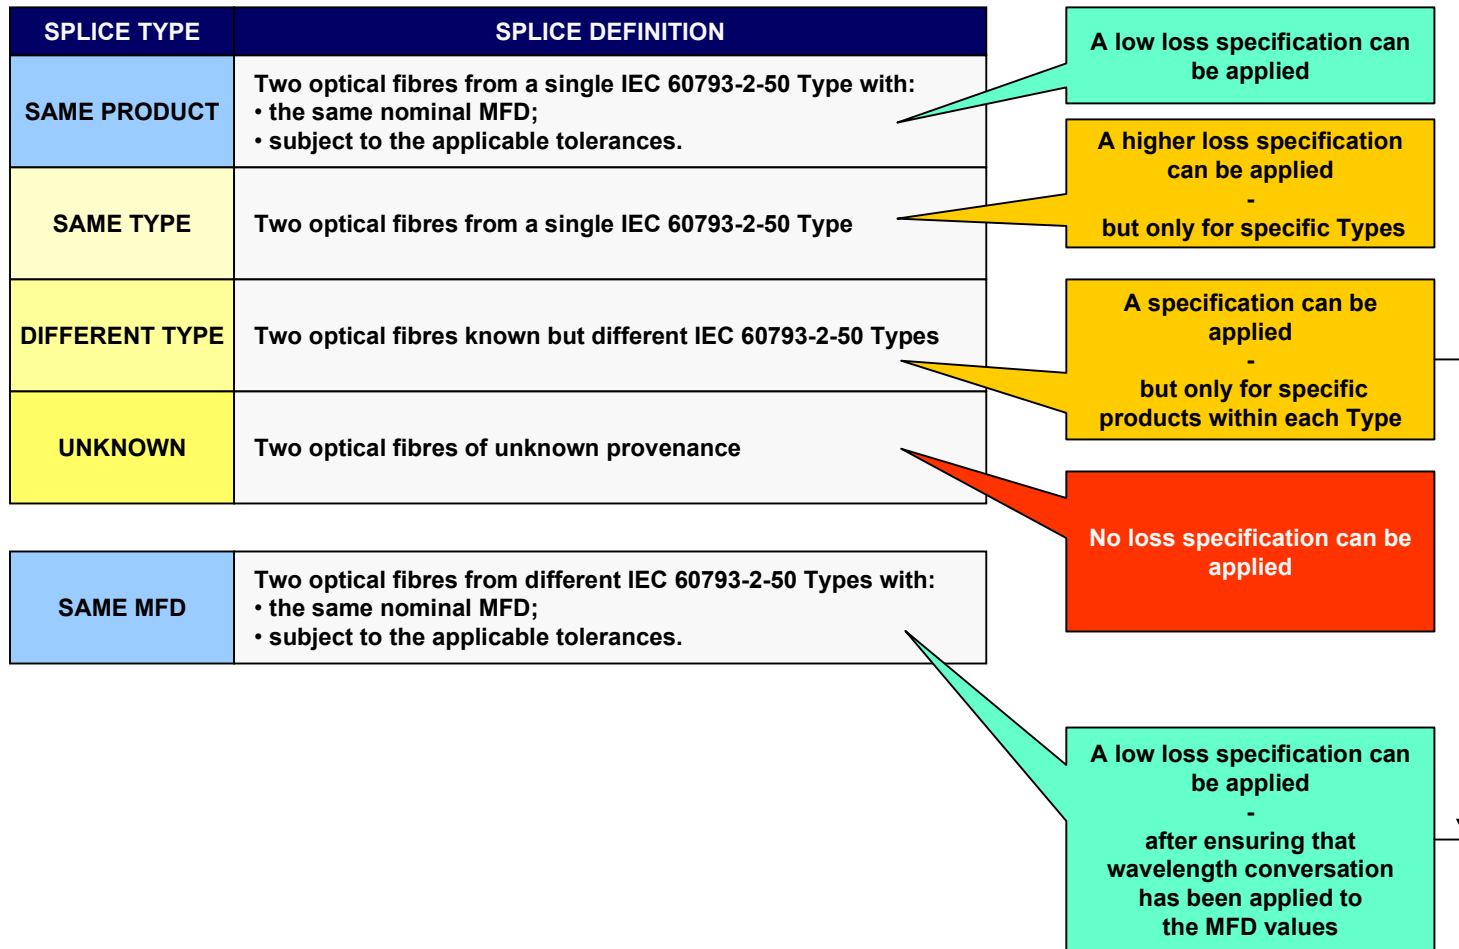 SPLICE TYPE
SPLICE DEFINITION
SAME PRODUCT
Two optical fibres from a single IEC 60793-2-50 Type with:
• the same nominal MFD;
• subject to the applicable tolerances.
A low loss specification can
be applied
SAME TYPE
Two optical fibres from a single IEC 60793-2-50 Type
A higher loss specification
can be applied
-
but only for specific Types
DIFFERENT TYPE
Two optical fibres known but different IEC 60793-2-50 Types
A specification can be
applied
-
but only for specific
products within each Type
UNKNOWN
Two optical fibres of unknown provenance
No loss specification can be
applied
SAME MFD
Two optical fibres from different IEC 60793-2-50 Types with:
• the same nominal MFD;
• subject to the applicable tolerances.
A low loss specification can
be applied
-
after ensuring that
wavelength conversation
has been applied to
the MFD values